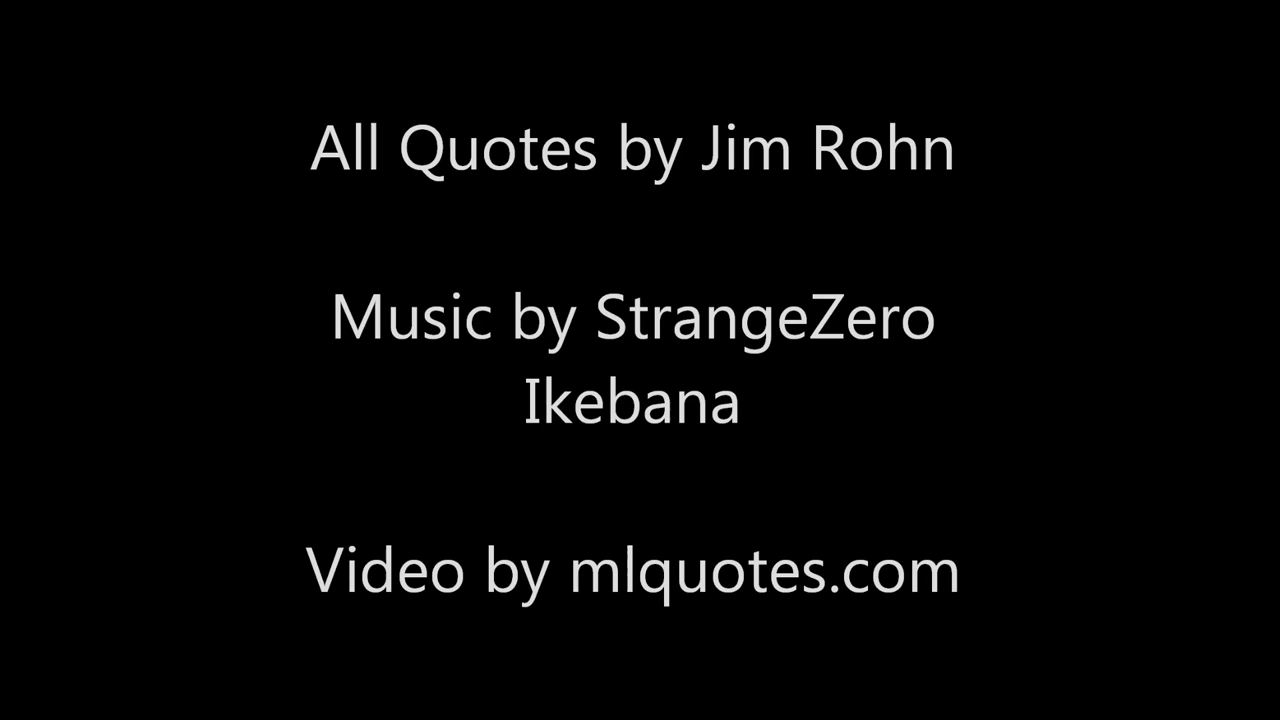 All Quotes by Jim Rohn
Music by StrangeZero
Ikebana
Video by mlquotes.com